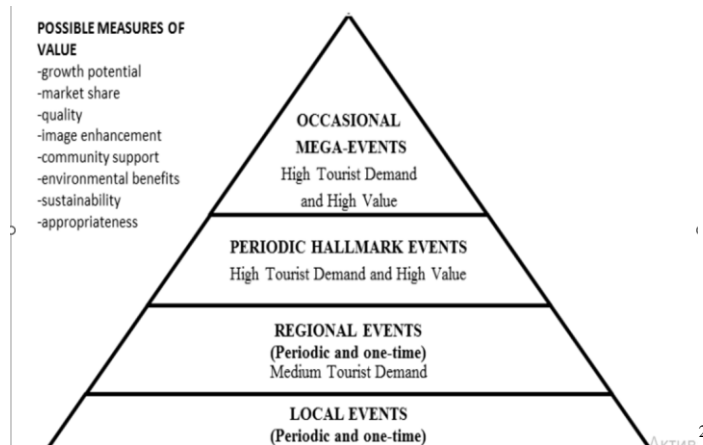 POSSIBLE MEASURES OF
VALUE
-growth potential
-market share
-quality
-image enhancement
-community support
-environmental benefits
-sustainability
-appropriateness
OCCASIONAL
MEGA-EVENTS
High Tourist Demand
and High Value
PERIODIC HALLMARK EVENTS
High Tourist Demand and High Value
REGIONAL EVENTS
(Periodic and one-time)
Medium Tourist Demand
LOCAL EVENTS
(Periodic and one-time)
2